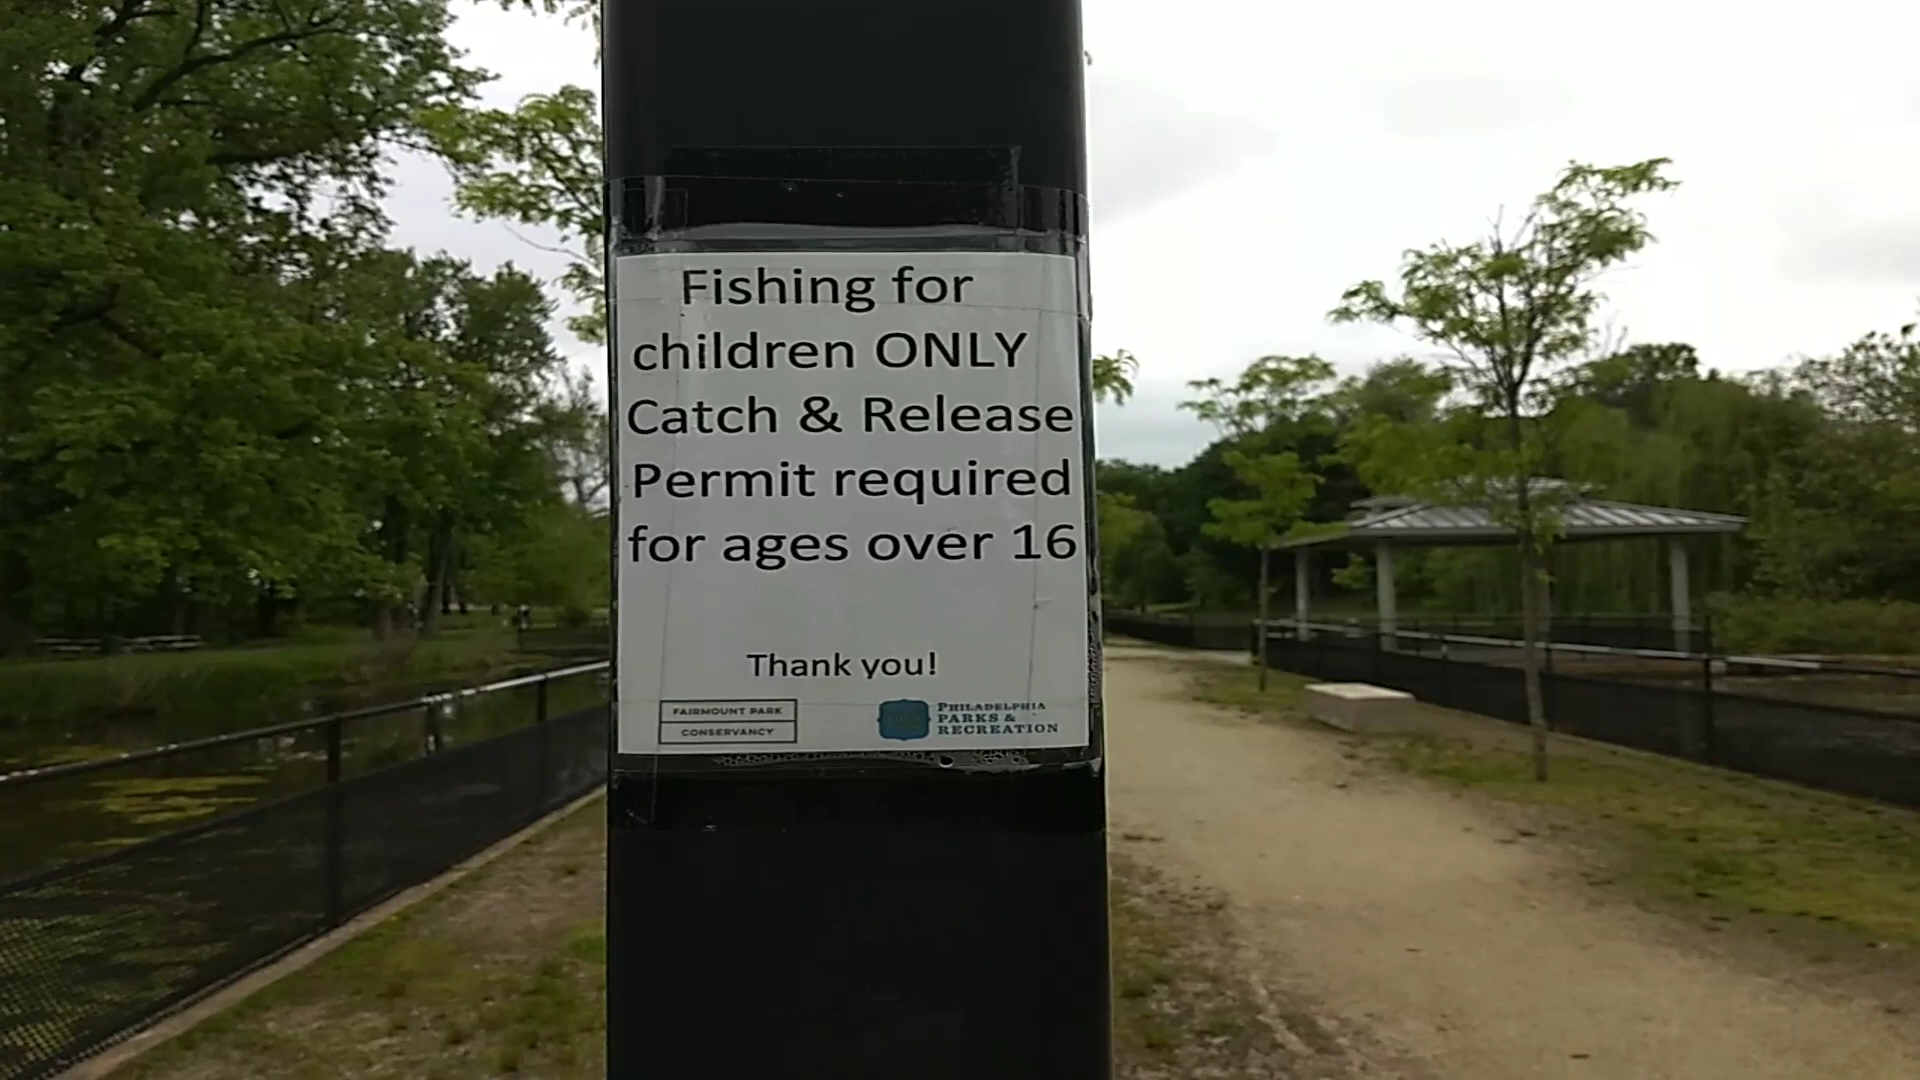 Fishing for
children ONLY
Catch & Release
Permit required
for ages over 16
Thank you!
FAIRMOUNT PARK
CONSERVANCY
PHILADELPHIA
PARKS &
RECREATION